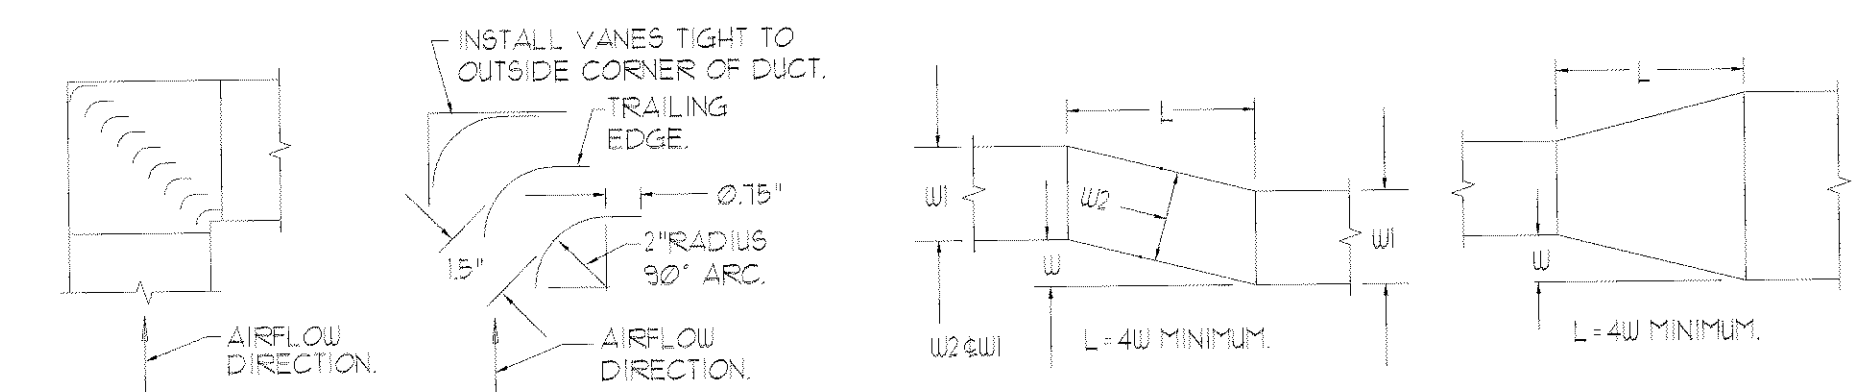 INSTALL VANES TIGHT TO
OUTSIDE CORNER OF DUCT.
TRAILING
EDGE.
0.75"
2" RADIUS
90° ARC.
1.5"
AIRFLOW
DIRECTION.
AIRFLOW
DIRECTION.
L
W1
W2
W
W1
W2 ȼW1
L = 4W MINIMUM.
L
W
L = 4W MINIMUM.